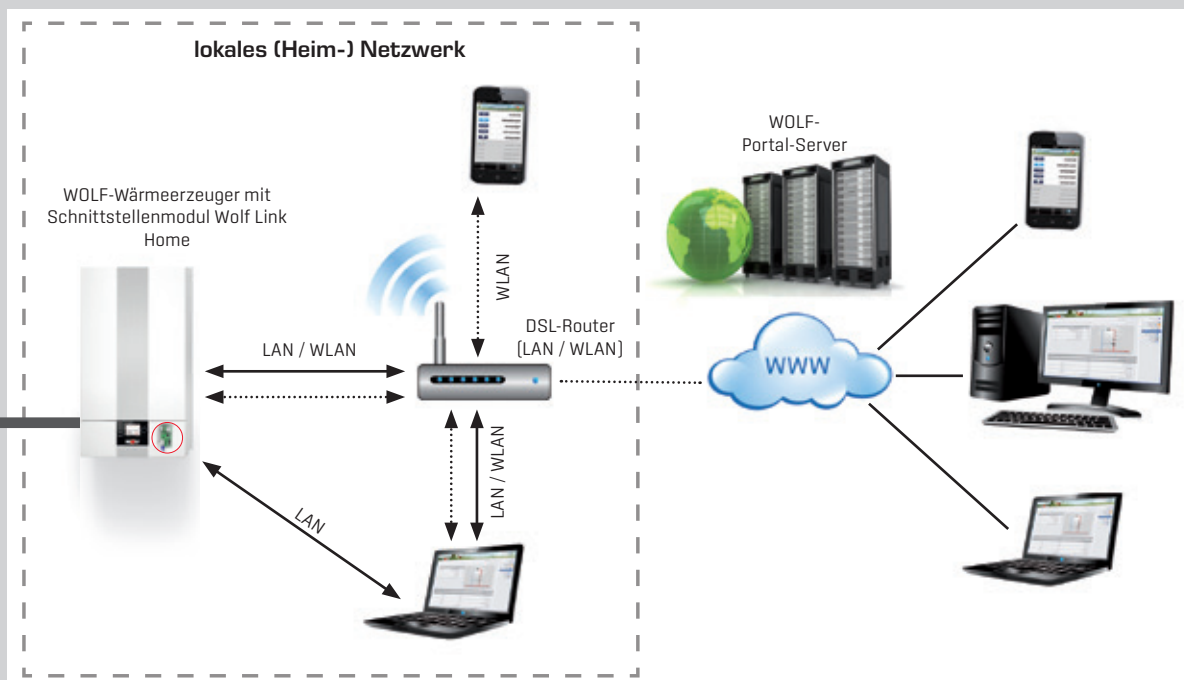 lokales (Heim-) Netzwerk
WOLF-Wärmeerzeuger mit
Schnittstellenmodul Wolf Link
Home
WLAN
LAN / WLAN
DSL-Router
(LAN / WLAN)
LAN / WLAN
LAN
WOLF-
Portal-Server
WWW